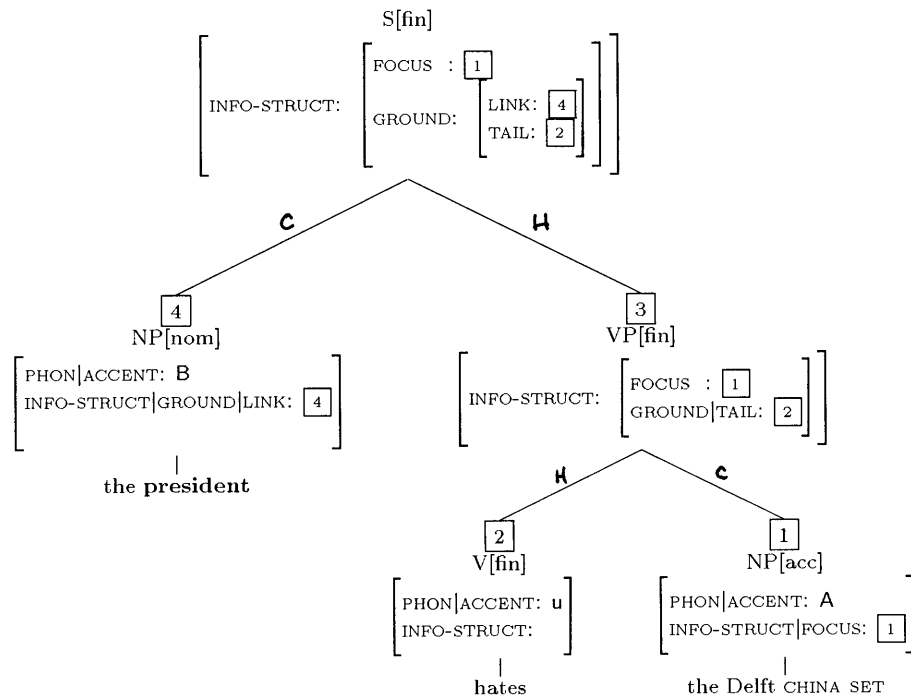 S[fin]
INFO-STRUCT: FOCUS : 1
GROUND: LINK: 4
TAIL: 2
C H
4 3
NP[nom] VP[fin]
PHON|ACCENT: B
INFO-STRUCT|GROUND|LINK: 4
INFO-STRUCT: FOCUS : 1
GROUND|TAIL: 2
the president
H C
2 1
V[fin] NP[acc]
PHON|ACCENT: u
INFO-STRUCT:
PHON|ACCENT: A
INFO-STRUCT|FOCUS: 1
hates
the Delft CHINA SET